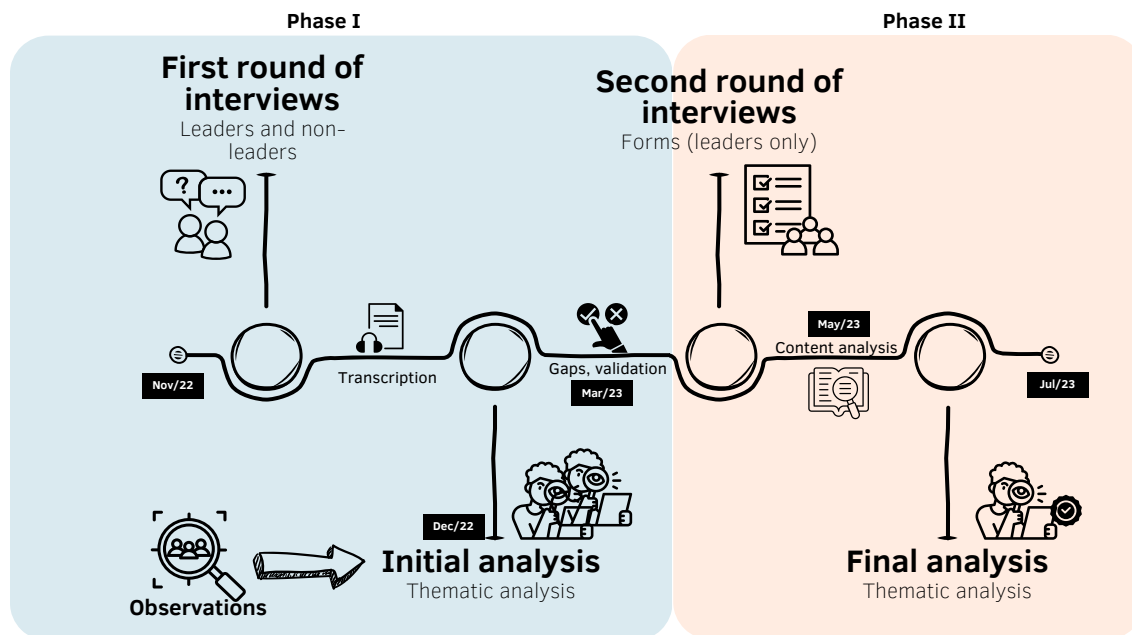 Phase I
Phase II
First round of
interviews
Leaders and non-
leaders
?
...
Second round of
interviews
Forms (leaders only)
Nov/22
Transcription
Gaps, validation
Mar/23
May/23
Content analysis
Jul/23
Dec/22
Initial analysis
Thematic analysis
Observations
Final analysis
Thematic analysis